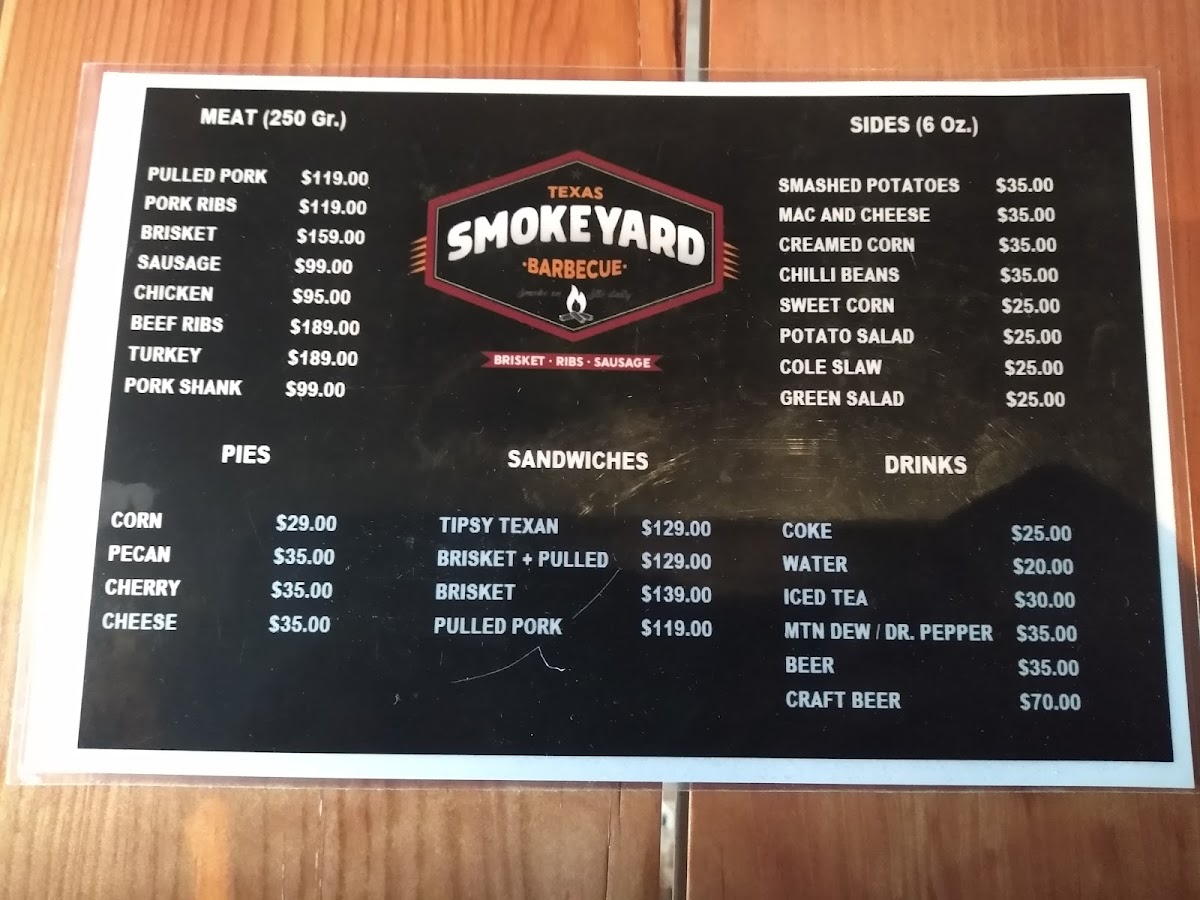 MEAT (250 Gr.)
PULLED PORK $119.00
PORK RIBS $119.00
BRISKET $159.00
SAUSAGE $99.00
CHICKEN $95.00
BEEF RIBS $189.00
TURKEY $189.00
PORK SHANK $99.00
TEXAS
SMOKEYARD
·BARBECUE·
BRISKET · RIBS · SAUSAGE
SIDES (6 Oz.)
SMASHED POTATOES $35.00
MAC AND CHEESE $35.00
CREAMED CORN $35.00
CHILLI BEANS $35.00
SWEET CORN $25.00
POTATO SALAD $25.00
COLE SLAW $25.00
GREEN SALAD $25.00
PIES
CORN $29.00
PECAN $35.00
CHERRY $35.00
CHEESE $35.00
SANDWICHES
TIPSY TEXAN $129.00
BRISKET + PULLED $129.00
BRISKET $139.00
PULLED PORK $119.00
DRINKS
COKE $25.00
WATER $20.00
ICED TEA $30.00
MTN DEW / DR. PEPPER $35.00
BEER $35.00
CRAFT BEER $70.00